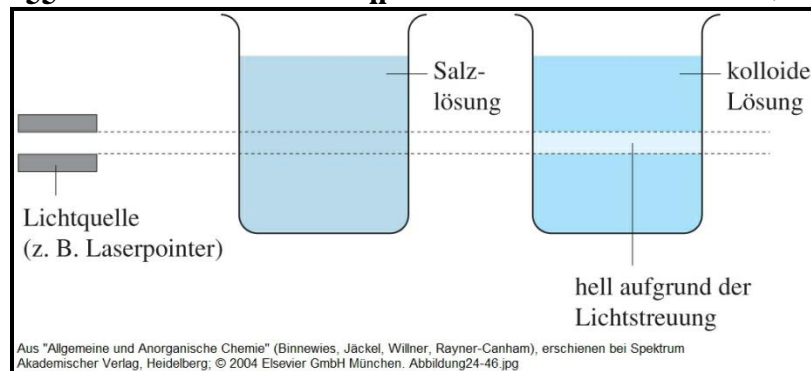 Salz-
lösung
kolloide
Lösung
Lichtquelle
(z. B. Laserpointer)
hell aufgrund der
Lichtstreuung
Aus "Allgemeine und Anorganische Chemie" (Binnewies, Jäckel, Willner, Rayner-Canham), erschienen bei Spektrum
Akademischer Verlag, Heidelberg; © 2004 Elsevier GmbH München. Abbildung24-46.jpg